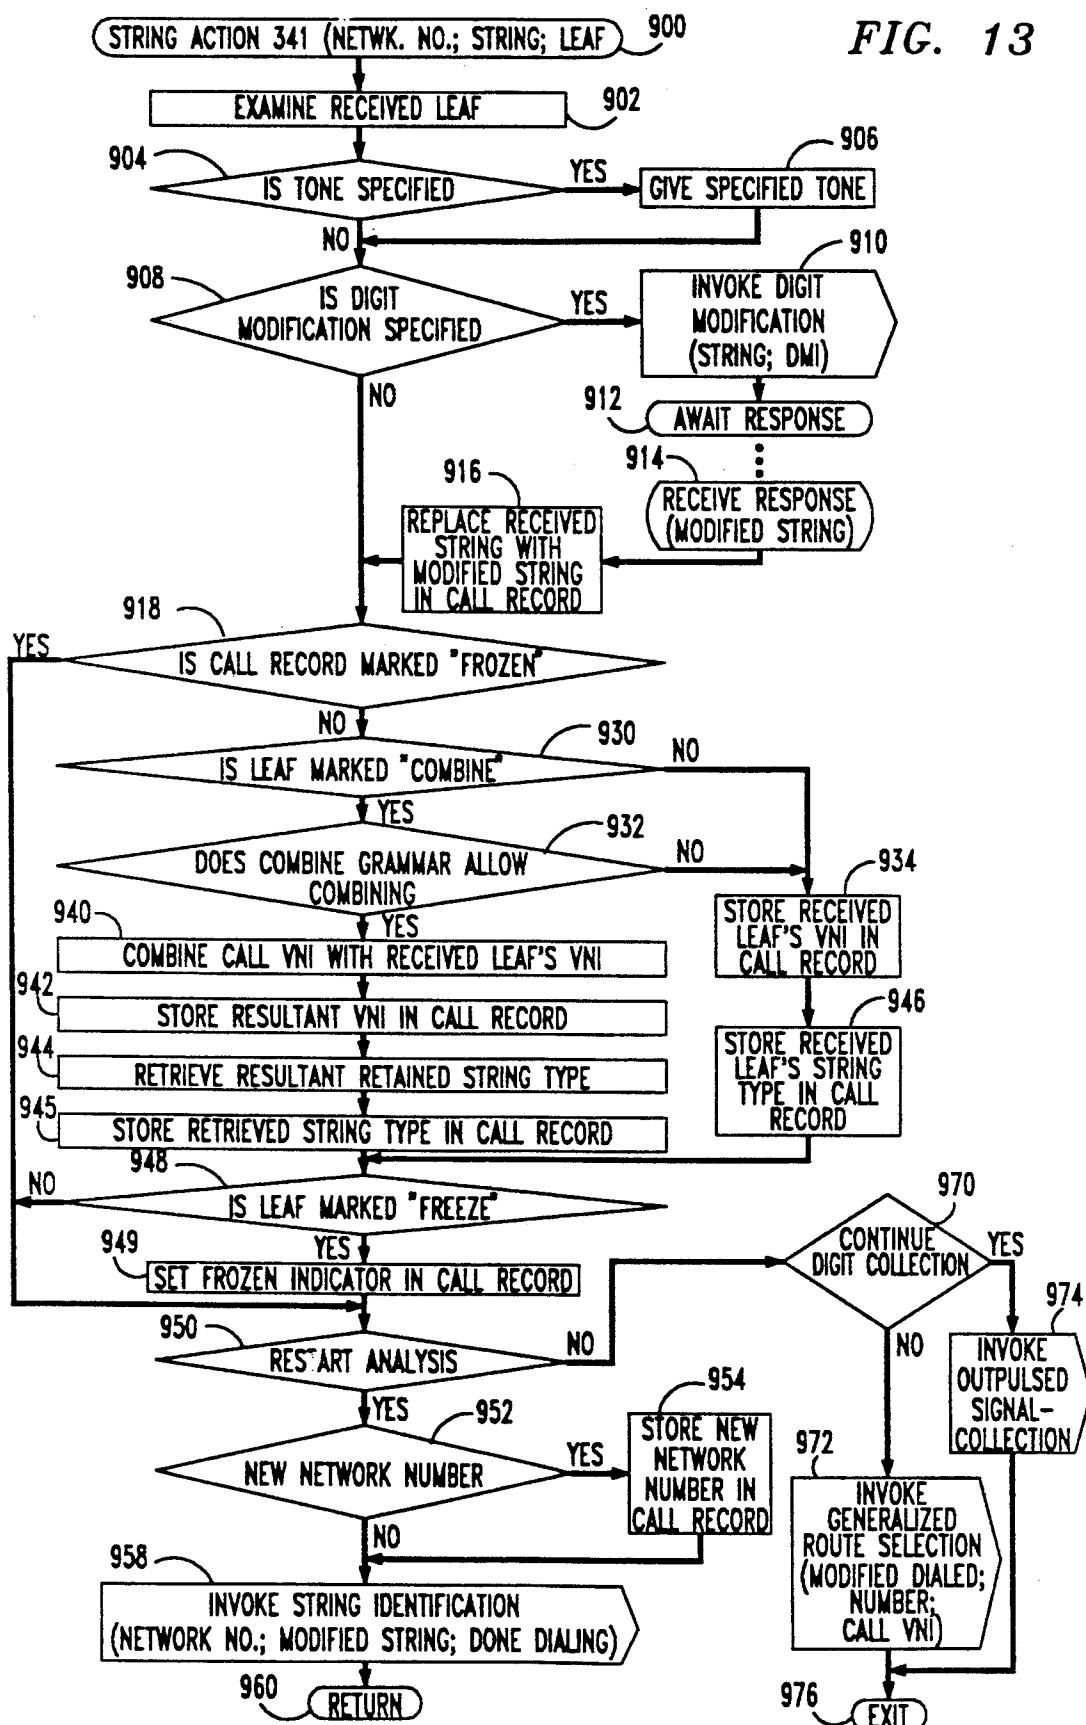 FIG. 13
STRING ACTION 341 (NETWK. NO.; STRING; LEAF
900
EXAMINE RECEIVED LEAF
902
904
IS TONE SPECIFIED
YES
NO
906
GIVE SPECIFIED TONE
908
IS DIGIT
MODIFICATION SPECIFIED
YES
NO
910
INVOKE DIGIT
MODIFICATION
(STRING; DMI)
912
AWAIT RESPONSE
914
RECEIVE RESPONSE
(MODIFIED STRING)
916
REPLACE RECEIVED
STRING WITH
MODIFIED STRING
IN CALL RECORD
918
YES
IS CALL RECORD MARKED "FROZEN"
NO
930
IS LEAF MARKED "COMBINE"
NO
YES
932
DOES COMBINE GRAMMAR ALLOW
COMBINING
NO
YES
934
STORE RECEIVED
LEAF'S VNI IN
CALL RECORD
940
COMBINE CALL VNI WITH RECEIVED LEAF'S VNI
942
STORE RESULTANT VNI IN CALL RECORD
944
RETRIEVE RESULTANT RETAINED STRING TYPE
945
STORE RETRIEVED STRING TYPE IN CALL RECORD
946
STORE RECEIVED
LEAF'S STRING
TYPE IN CALL
RECORD
948
NO
IS LEAF MARKED "FREEZE"
YES
949
SET FROZEN INDICATOR IN CALL RECORD
950
RESTART ANALYSIS
NO
YES
952
NEW NETWORK NUMBER
YES
NO
954
STORE NEW
NETWORK
NUMBER IN
CALL RECORD
958
INVOKE STRING IDENTIFICATION
(NETWORK NO.; MODIFIED STRING; DONE DIALING)
960
RETURN
970
CONTINUE
DIGIT COLLECTION
YES
NO
974
INVOKE
OUTPULSED
SIGNAL-
COLLECTION
972
INVOKE
GENERALIZED
ROUTE SELECTION
(MODIFIED DIALED;
NUMBER;
CALL VNI)
976
EXIT